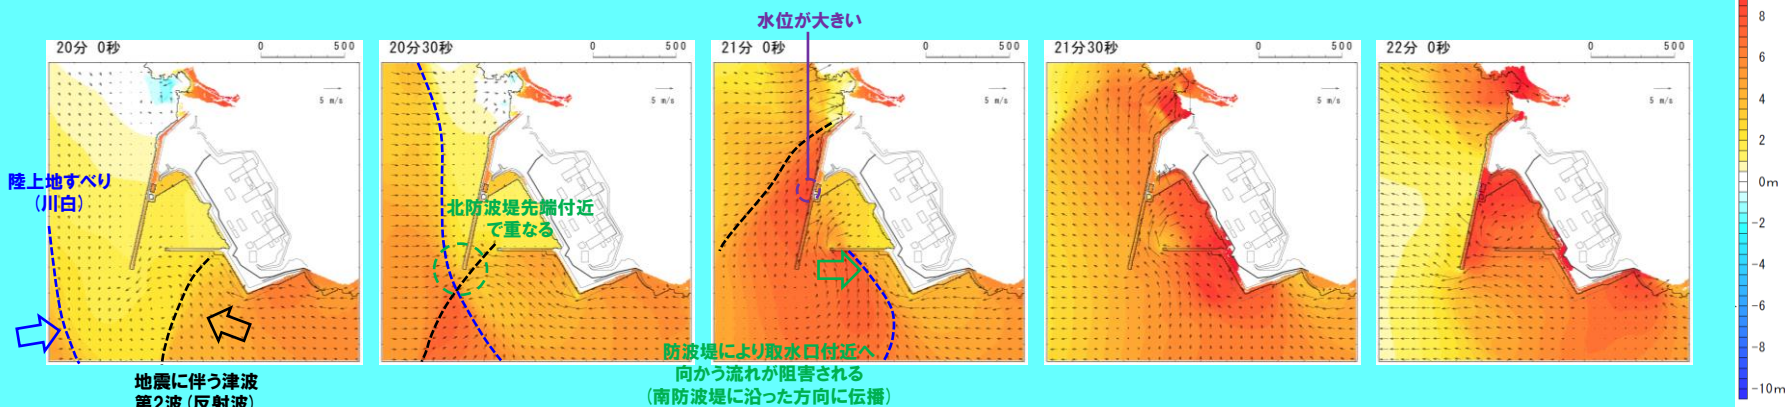 水位が大きい
20分 0秒
0 500
5 m/s
陸上地すべり
(川白)
地震に伴う津波
第2波(反射波)
20分30秒
0 500
5 m/s
北防波堤先端付近
で重なる
21分 0秒
0 500
5 m/s
防波堤により取水口付近へ
向かう流れが阻害される
(南防波堤に沿った方向に伝播)
21分30秒
0 500
5 m/s
22分 0秒
0 500
5 m/s
8
6
4
2
0m
-2
-4
-6
-8
-10m